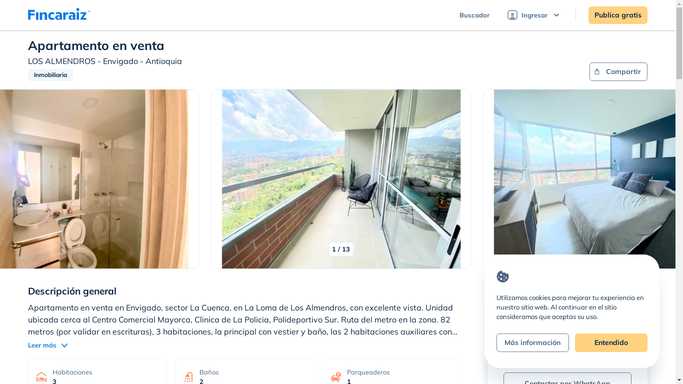 Fincaraiz
Buscador
Ingresar
Publica gratis
Apartamento en venta
LOS ALMENDROS - Envigado - Antioquia
Inmobiliaria
Compartir
1 / 13
Descripción general
Apartamento en venta en Envigado, sector La Cuenca, en La Loma de Los Almendros, con excelente vista. Unidad
ubicada cerca al Centro Comercial Mayorca, Clinica de La Policia, Polideportivo Sur. Ruta del metro en la zona. 82
metros (por validar en escrituras), 3 habitaciones, la principal con vestier y baño, las 2 habitaciones auxiliares con...
Leer más
Habitaciones
3
Baños
2
Parqueaderos
1
Utilizamos cookies para mejorar tu experiencia en
nuestro sitio web. Al continuar en el sitio
consideramos que aceptas su uso.
Más información
Entendido
Contactar por WhatsApp